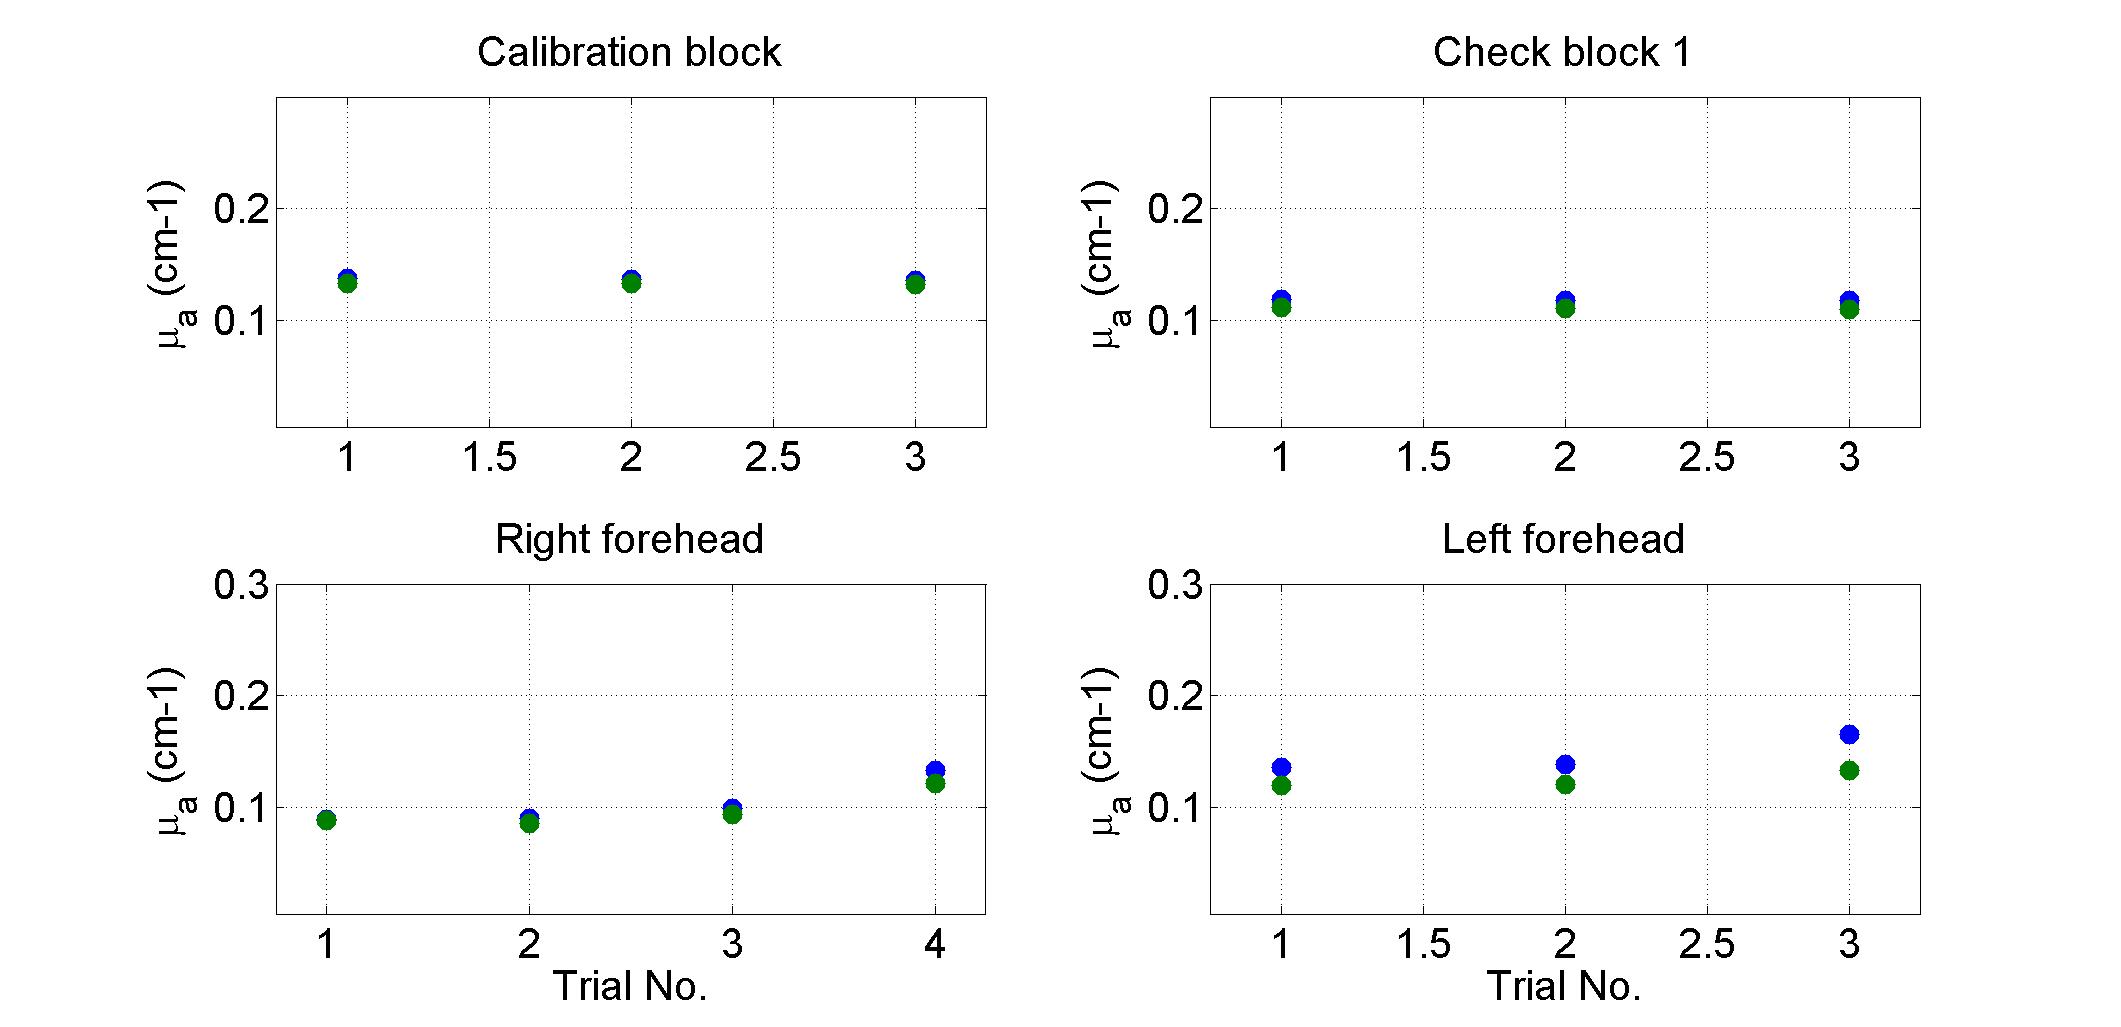 Calibration block
Check block 1
μa (cm-1)
0.2
0.1
1 1.5 2 2.5 3
μa (cm-1)
0.2
0.1
1 1.5 2 2.5 3
Right forehead
Left forehead
μa (cm-1)
0.3
0.2
0.1
1 2 3 4
Trial No.
μa (cm-1)
0.3
0.2
0.1
1 1.5 2 2.5 3
Trial No.